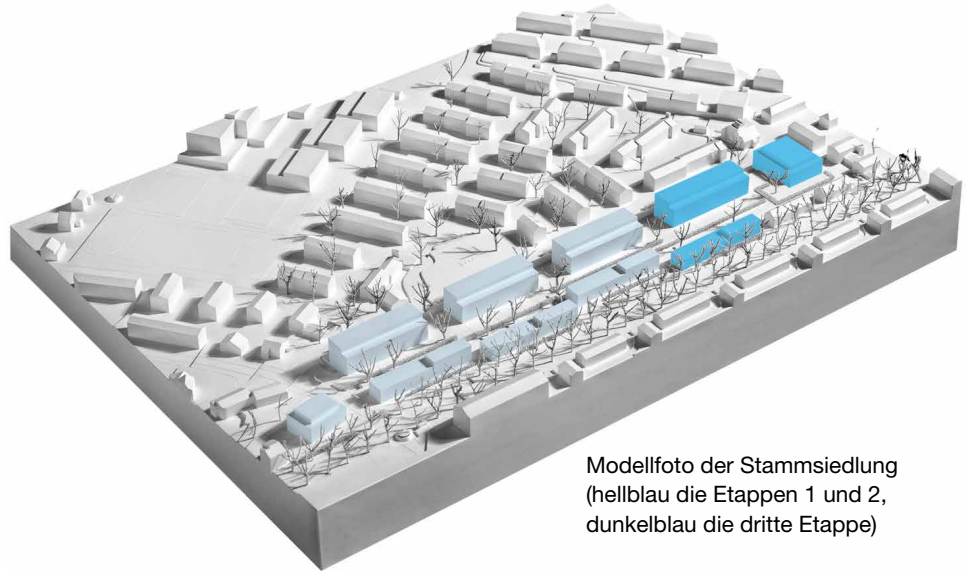 Modellfoto der Stammsiedlung
(hellblau die Etappen 1 und 2,
dunkelblau die dritte Etappe)